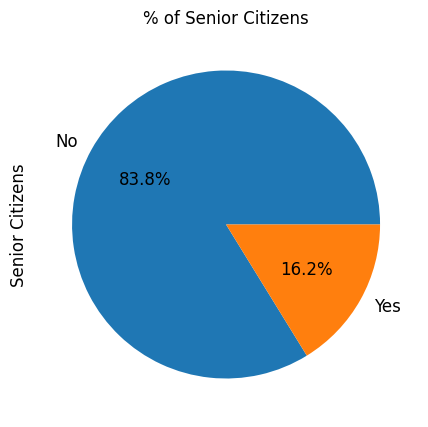 % of Senior Citizens
No
83.8%
Senior Citizens
16.2%
Yes